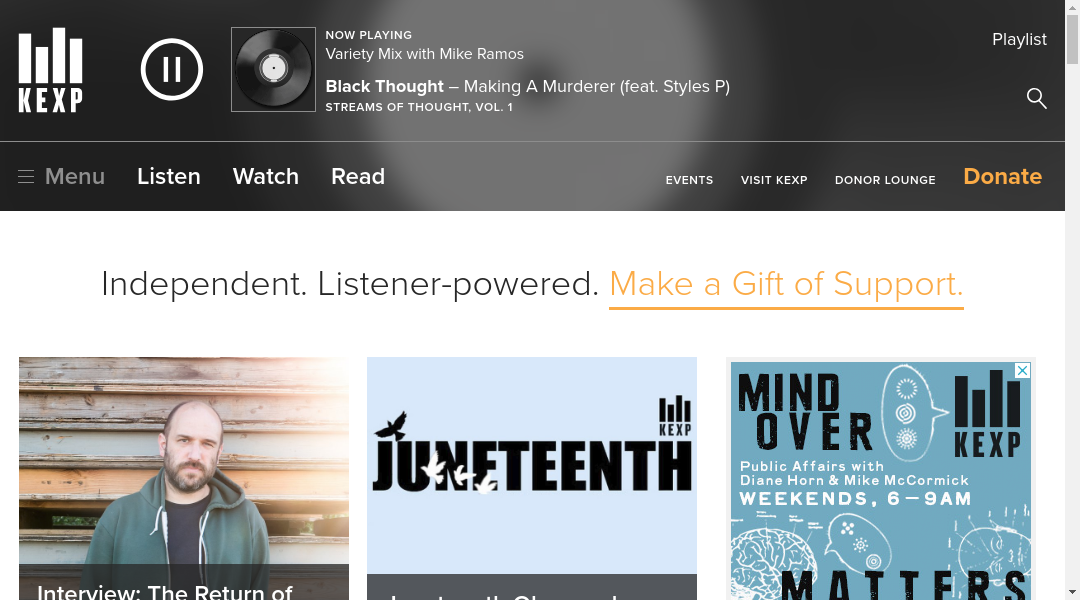 KEXP
NOW PLAYING
Variety Mix with Mike Ramos
Black Thought – Making A Murderer (feat. Styles P)
STREAMS OF THOUGHT, VOL. 1
Playlist
Menu
Listen
Watch
Read
EVENTS
VISIT KEXP
DONOR LOUNGE
Donate
Independent. Listener-powered. Make a Gift of Support.
Interview: The Return of
KEXP
JUNETEENTH
MIND
OVER
KEXP
Public Affairs with
Diane Horn & Mike McCormick
WEEKENDS, 6–9AM
MATTERS